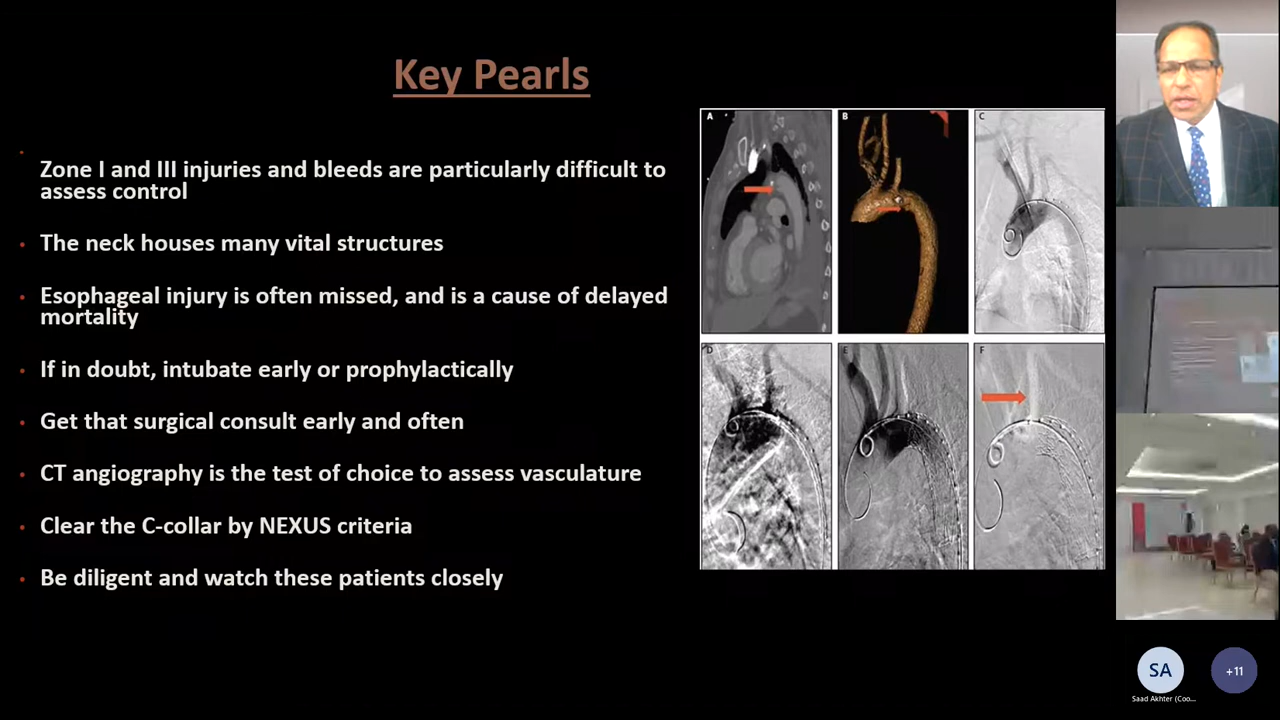 Key Pearls
Zone I and III injuries and bleeds are particularly difficult to
assess control
The neck houses many vital structures
Esophageal injury is often missed, and is a cause of delayed
mortality
If in doubt, intubate early or prophylactically
Get that surgical consult early and often
CT angiography is the test of choice to assess vasculature
Clear the C-collar by NEXUS criteria
Be diligent and watch these patients closely
A
B
C
D
E
F
SA
+11
Saad Akhter (Coo...